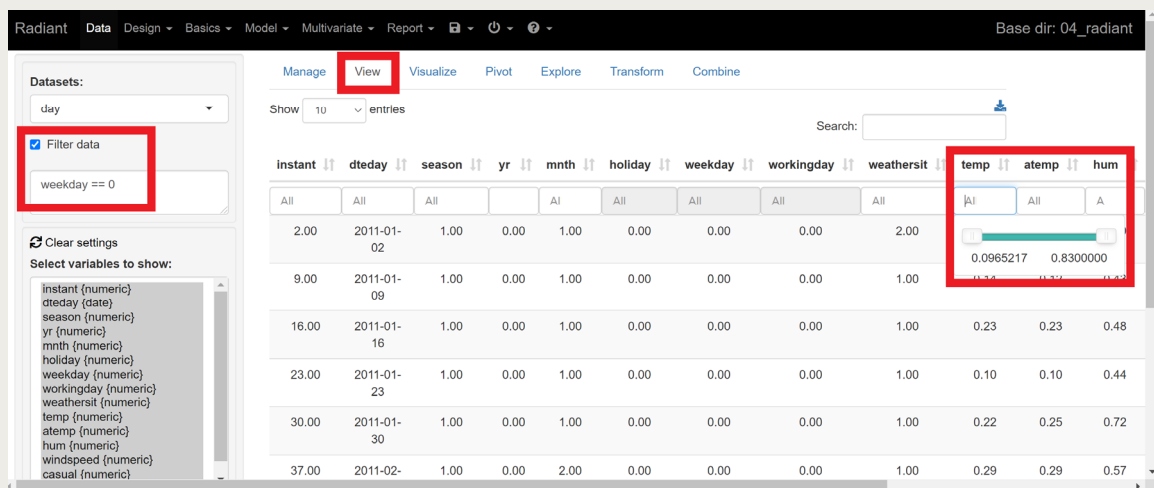 Radiant Data Design Basics Model Multivariate Report Base dir: 04_radiant
Manage View Visualize Pivot Explore Transform Combine
Datasets:
day
Filter data
weekday == 0
Clear settings
Select variables to show:
instant {numeric}
dteday {date}
season {numeric}
yr {numeric}
mnth {numeric}
holiday {numeric}
weekday {numeric}
workingday {numeric}
weathersit {numeric}
temp {numeric}
atemp {numeric}
hum {numeric}
windspeed {numeric}
casual {numeric}
Show 10 entries
Search:
instant dteday season yr mnth holiday weekday workingday weathersit temp atemp hum
All All All Al All All All All All All A
2.00 2011-01-02 1.00 0.00 1.00 0.00 0.00 0.00 2.00
0.0965217 0.8300000
9.00 2011-01-09 1.00 0.00 1.00 0.00 0.00 0.00 1.00 0.14 0.12 0.43
16.00 2011-01-16 1.00 0.00 1.00 0.00 0.00 0.00 1.00 0.23 0.23 0.48
23.00 2011-01-23 1.00 0.00 1.00 0.00 0.00 0.00 1.00 0.10 0.10 0.44
30.00 2011-01-30 1.00 0.00 1.00 0.00 0.00 0.00 1.00 0.22 0.25 0.72
37.00 2011-02- 1.00 0.00 2.00 0.00 0.00 0.00 1.00 0.29 0.29 0.57